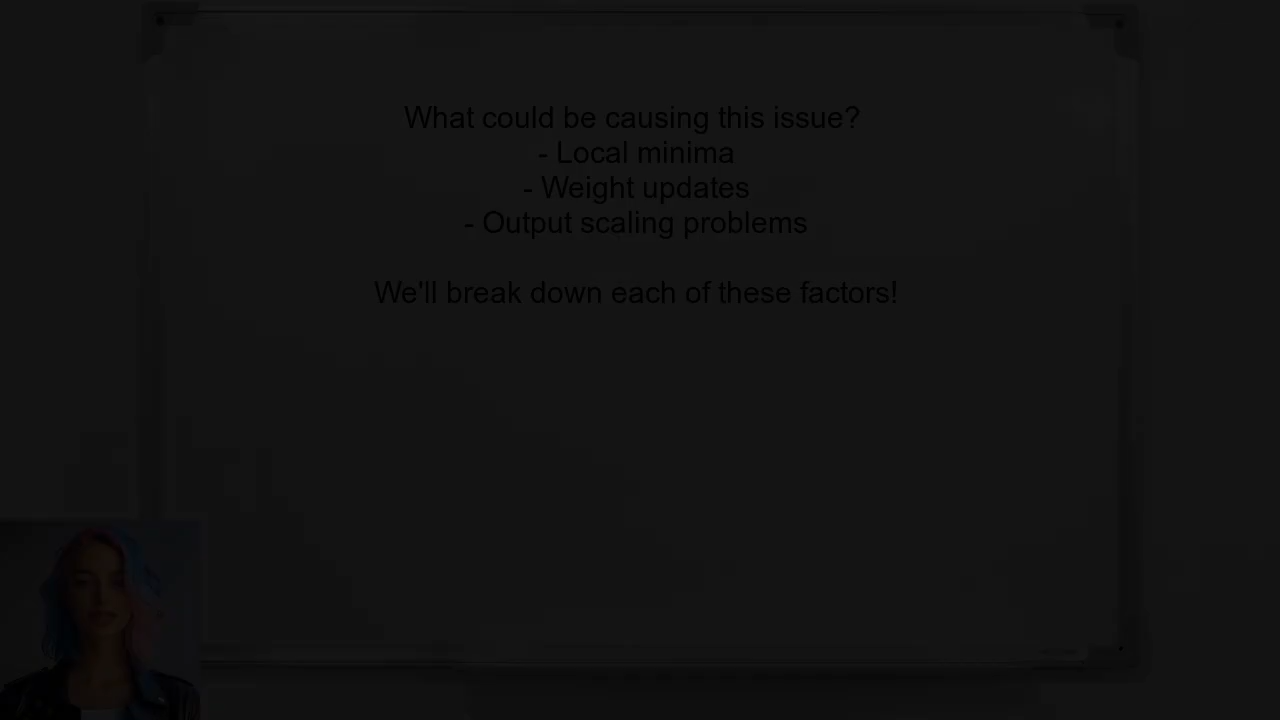 What could be causing this issue?
- Local minima
- Weight updates
- Output scaling problems
We'll break down each of these factors!